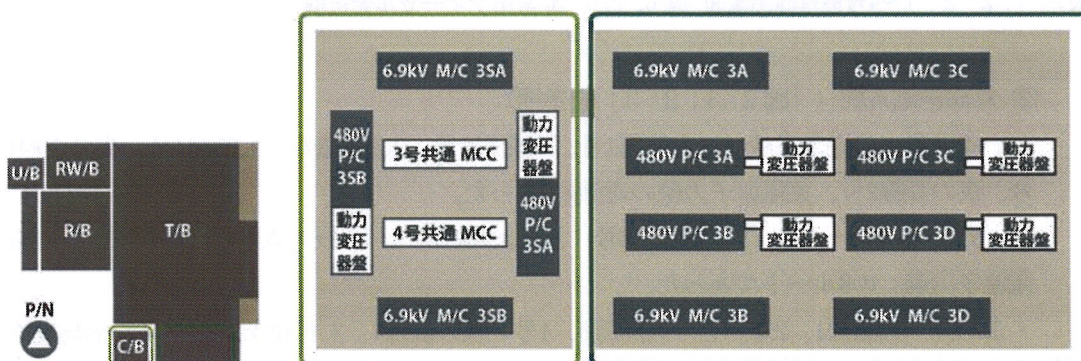 U/B
RW/B
R/B
T/B
P/N
C/B
6.9kV M/C 3SA
480V
P/C
3SB
動力
変圧
器盤
3号共通 MCC
4号共通 MCC
動力
変圧
器盤
480V
P/C
3SA
6.9kV M/C 3SB
6.9kV M/C 3A
6.9kV M/C 3C
480V P/C 3A
動力
変圧器盤
480V P/C 3C
動力
変圧器盤
480V P/C 3B
動力
変圧器盤
480V P/C 3D
動力
変圧器盤
6.9kV M/C 3B
6.9kV M/C 3D